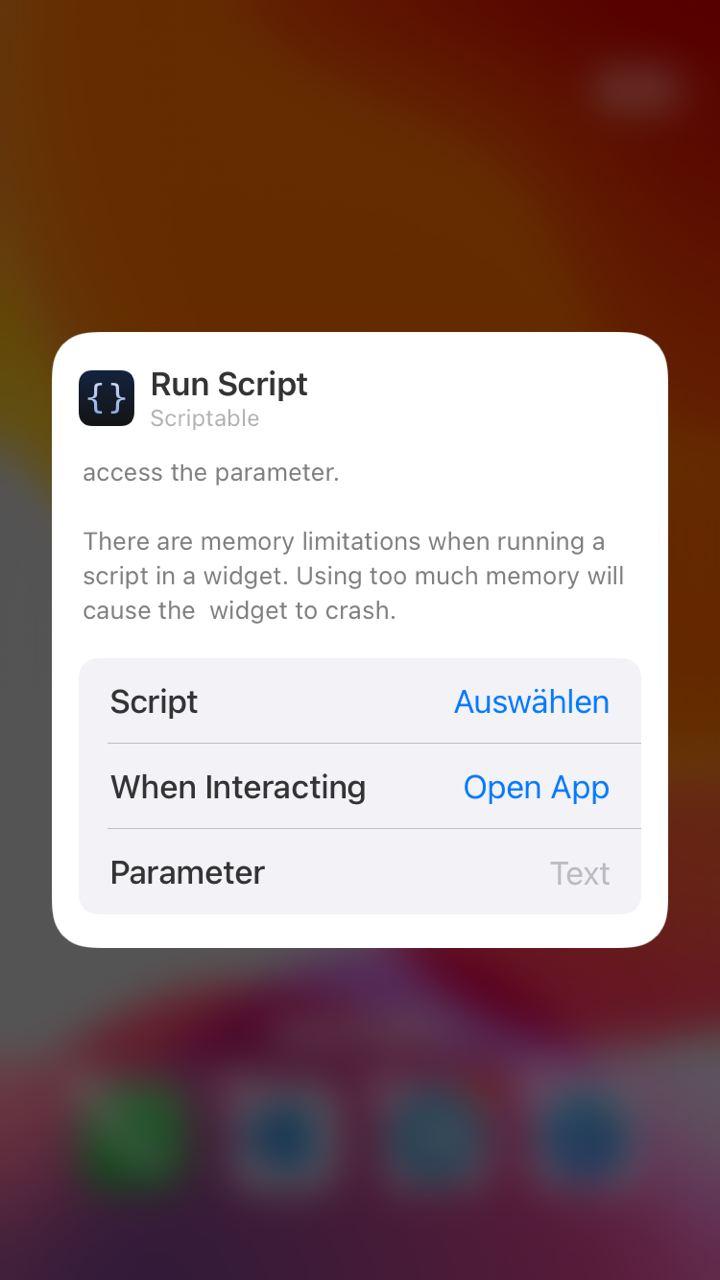 {}
Run Script
Scriptable
access the parameter.
There are memory limitations when running a
script in a widget. Using too much memory will
cause the  widget to crash.
Script Auswählen
When Interacting Open App
Parameter Text